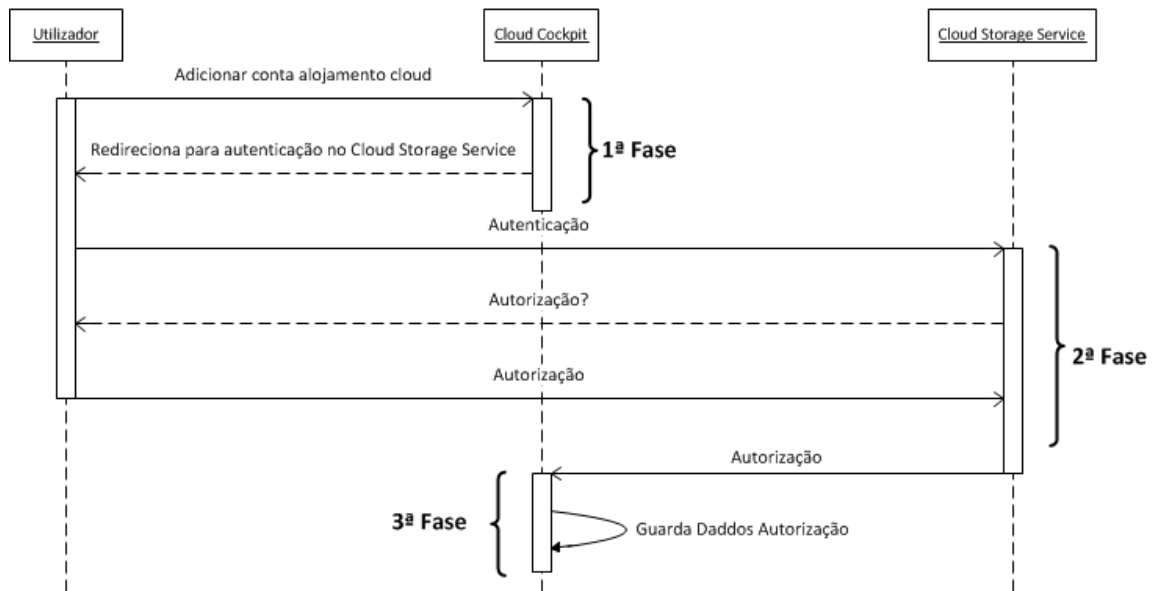 Utilizador
Cloud Cockpit
Cloud Storage Service
Adicionar conta alojamento cloud
Redireciona para autenticação no Cloud Storage Service
1ª Fase
Autenticação
Autorização?
2ª Fase
Autorização
Autorização
3ª Fase
Guarda Daddos Autorização